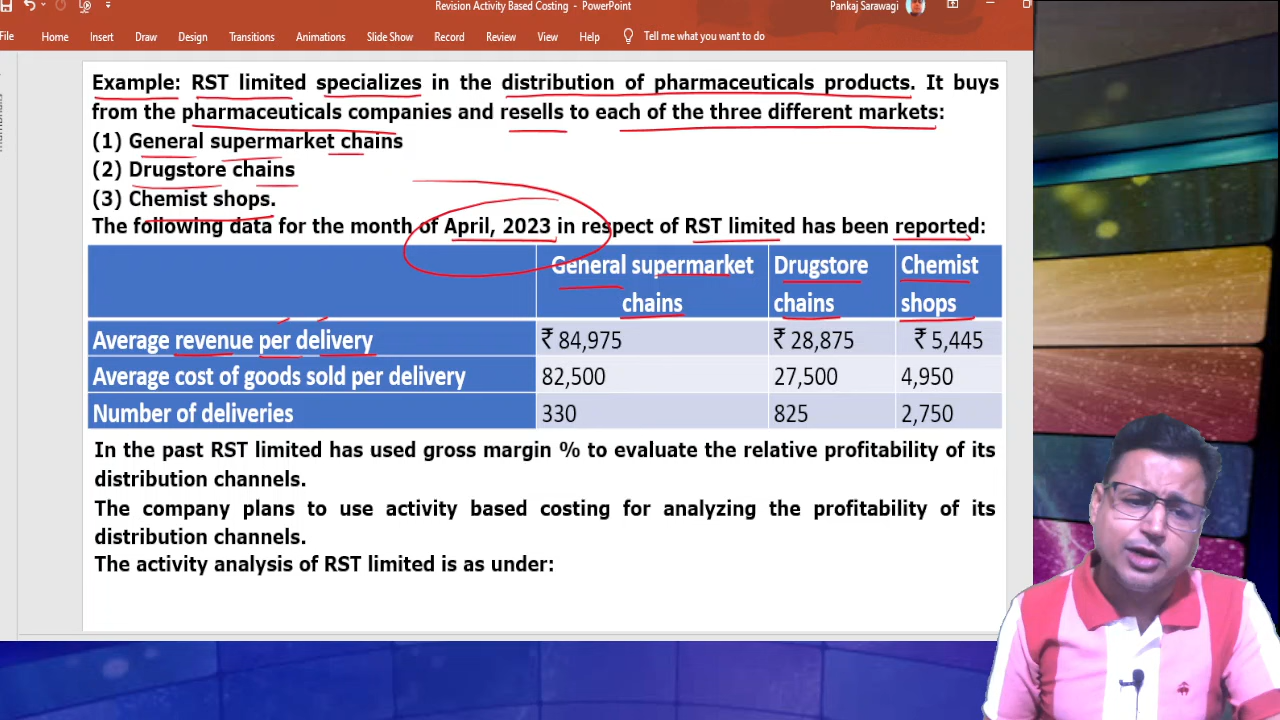 Revision Activity Based Costing - PowerPoint
Pankaj Sarawagi
File Home Insert Draw Design Transitions Animations Slide Show Record Review View Help Tell me what you want to do
Example: RST limited specializes in the distribution of pharmaceuticals products. It buys
from the pharmaceuticals companies and resells to each of the three different markets:
(1) General supermarket chains
(2) Drugstore chains
(3) Chemist shops.
The following data for the month of April, 2023 in respect of RST limited has been reported:
General supermarket chains Drugstore chains Chemist shops
Average revenue per delivery ₹ 84,975 ₹ 28,875 ₹ 5,445
Average cost of goods sold per delivery 82,500 27,500 4,950
Number of deliveries 330 825 2,750
In the past RST limited has used gross margin % to evaluate the relative profitability of its
distribution channels.
The company plans to use activity based costing for analyzing the profitability of its
distribution channels.
The activity analysis of RST limited is as under: